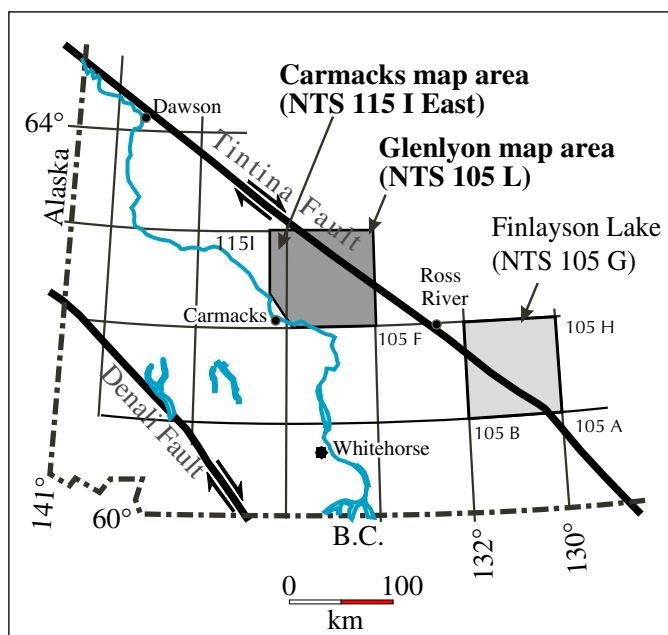 Carmacks map area
(NTS 115 I East)
Dawson
64°
Glenlyon map area
(NTS 105 L)
Tintina Fault
Alaska
115I
Finlayson Lake
(NTS 105 G)
Ross
River
Carmacks
105 F
105 H
Denali Fault
105 B
105 A
Whitehorse
141°
60°
B.C.
132°
130°
0 100
km